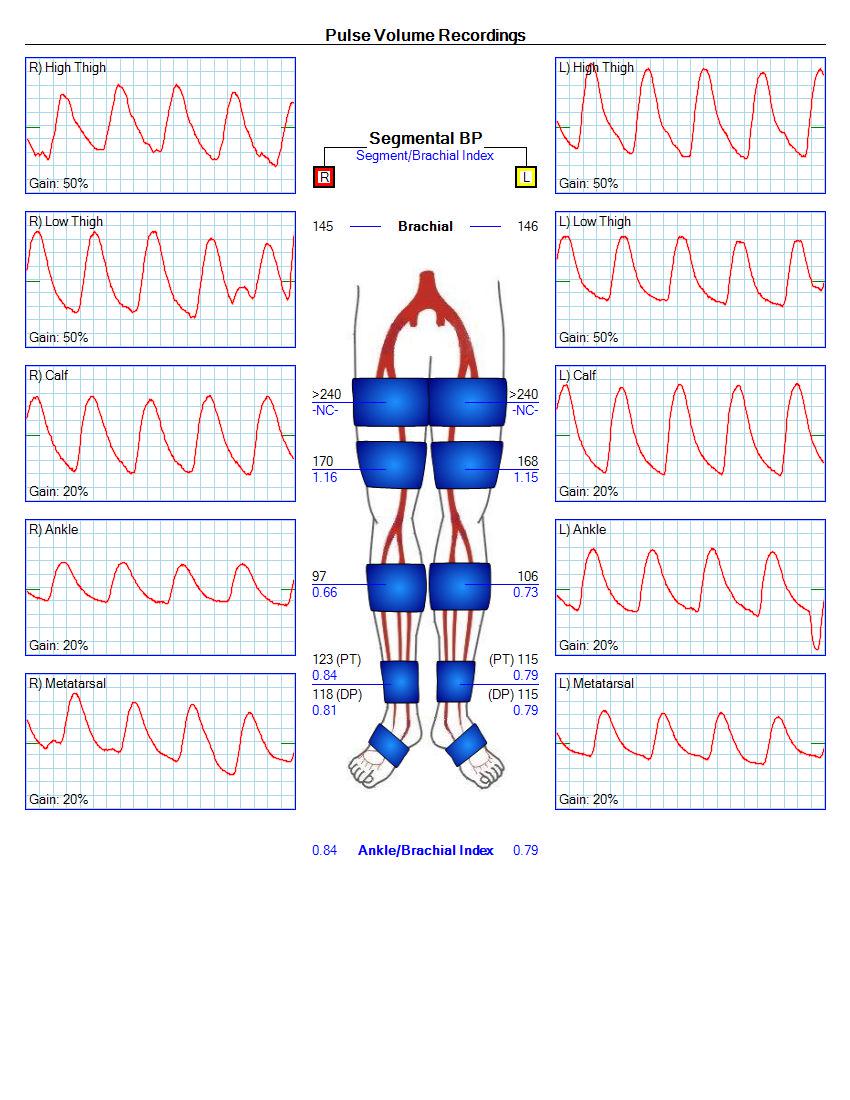 Pulse Volume Recordings
R) High Thigh
Gain: 50%
R) Low Thigh
Gain: 50%
R) Calf
Gain: 20%
R) Ankle
Gain: 20%
R) Metatarsal
Gain: 20%
Segmental BP
Segment/Brachial Index
R L
145 Brachial 146
>240 >240
-NC- -NC-
170 168
1.16 1.15
97 106
0.66 0.73
123 (PT) (PT) 115
0.84 0.79
118 (DP) (DP) 115
0.81 0.79
0.84 Ankle/Brachial Index 0.79
L) High Thigh
Gain: 50%
L) Low Thigh
Gain: 50%
L) Calf
Gain: 20%
L) Ankle
Gain: 20%
L) Metatarsal
Gain: 20%